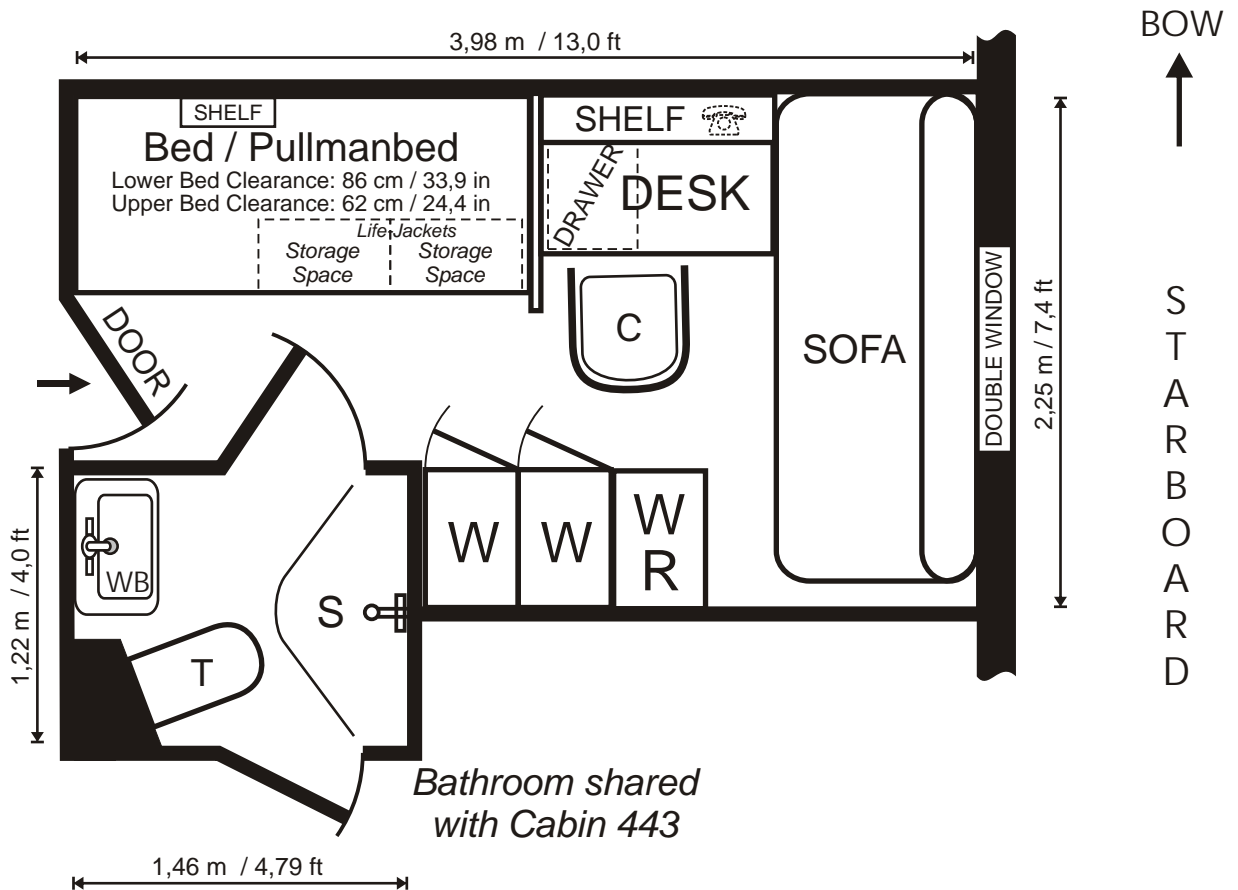 BOW
3,98 m / 13,0 ft
SHELF
Bed / Pullmanbed
Lower Bed Clearance: 86 cm / 33,9 in
Upper Bed Clearance: 62 cm / 24,4 in
Life-Jackets
Storage
Space
Storage
Space
SHELF
DRAWER
DESK
DOOR
C
SOFA
DOUBLE WINDOW
2,25 m / 7,4 ft
STARBOARD
W
W
W
R
1,22 m / 4,0 ft
WB
S
T
Bathroom shared
with Cabin 443
1,46 m / 4,79 ft